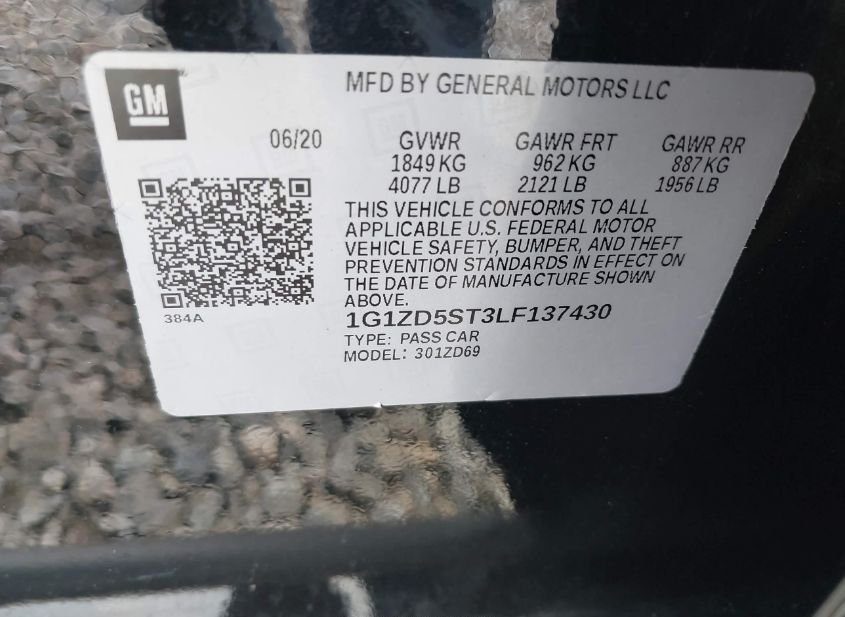 GM
MFD BY GENERAL MOTORS LLC
06/20 GVWR GAWR FRT GAWR RR
1849 KG 962 KG 887 KG
4077 LB 2121 LB 1956 LB
THIS VEHICLE CONFORMS TO ALL
APPLICABLE U.S. FEDERAL MOTOR
VEHICLE SAFETY, BUMPER, AND THEFT
PREVENTION STANDARDS IN EFFECT ON
THE DATE OF MANUFACTURE SHOWN
ABOVE.
384A
1G1ZD5ST3LF137430
TYPE: PASS CAR
MODEL: 301ZD69